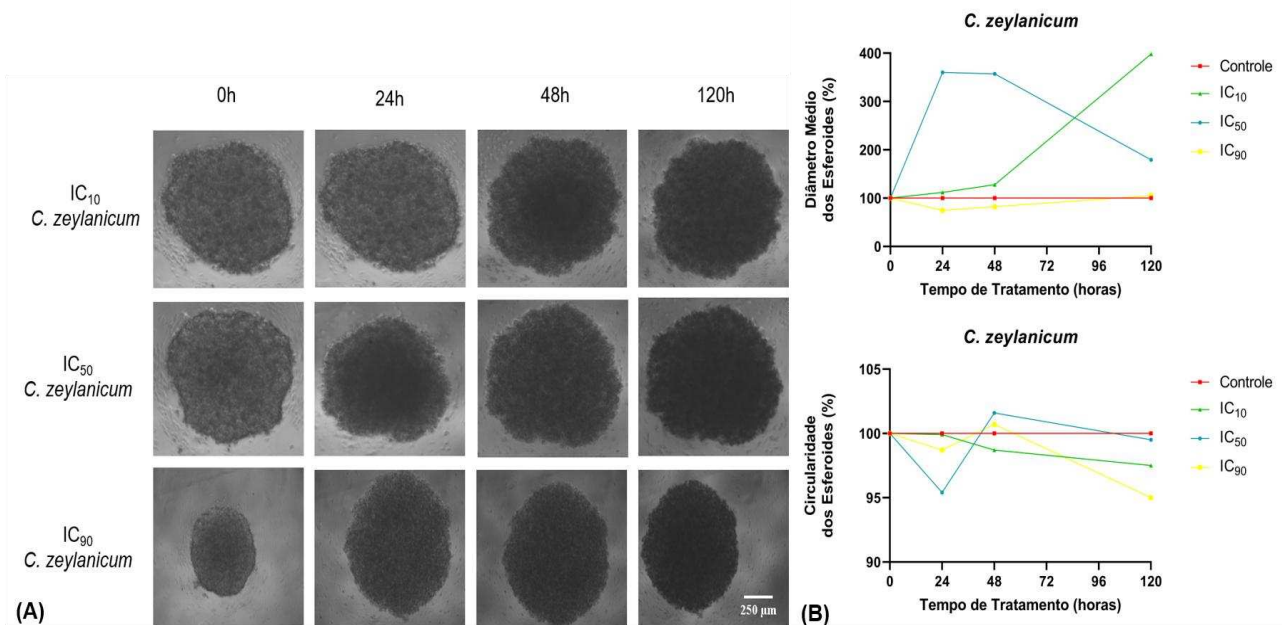 0h 24h 48h 120h
IC10
C. zeylanicum
IC50
C. zeylanicum
IC90
C. zeylanicum
250 µm
(A)
C. zeylanicum
Diâmetro Médio
dos Esferoides (%)
400
300
200
100
0
0 24 48 72 96 120
Tempo de Tratamento (horas)
Controle
IC10
IC50
IC90
C. zeylanicum
Circularidade
dos Esferoides (%)
105
100
95
90
0 24 48 72 96 120
Tempo de Tratamento (horas)
Controle
IC10
IC50
IC90
(B)